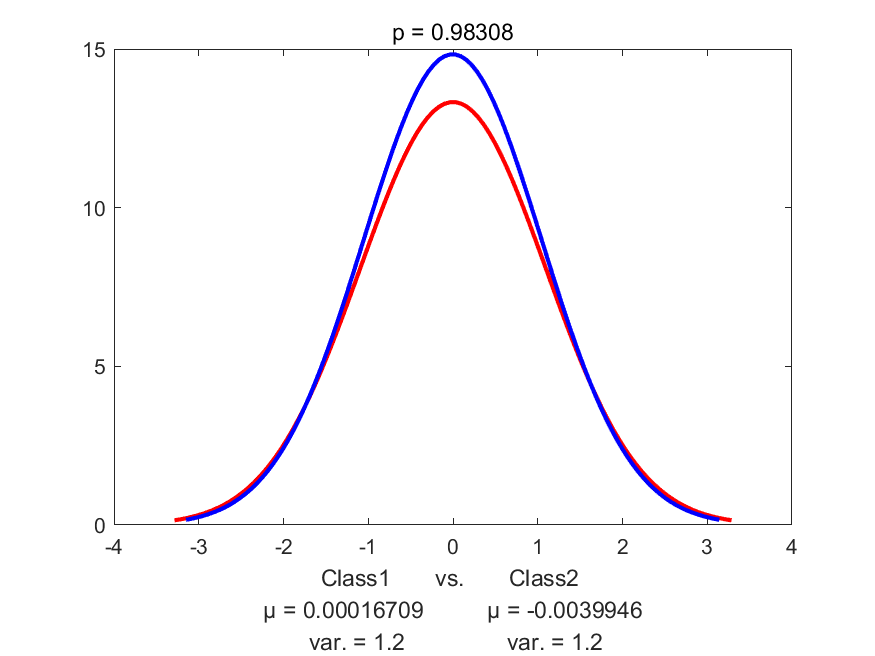 p = 0.98308
15
10
5
0
-4 -3 -2 -1 0 1 2 3 4
Class1 vs. Class2
μ = 0.00016709 μ = -0.0039946
var. = 1.2 var. = 1.2